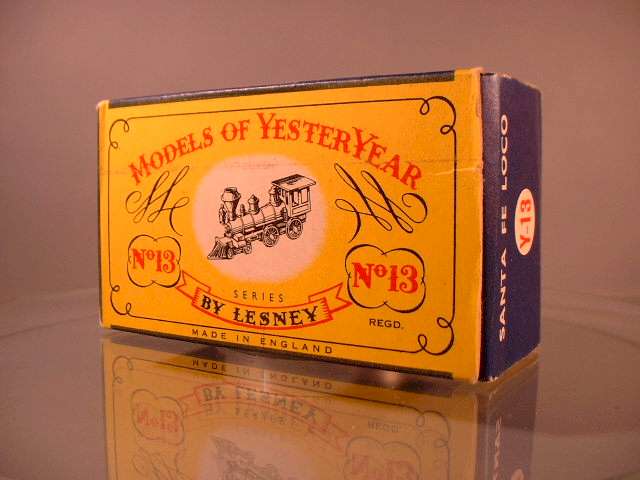 MODELS OF YESTERYEAR
Nº13
Nº13
SERIES
BY LESNEY
REGD.
MADE IN ENGLAND
SANTA FE LOCO
Y-13